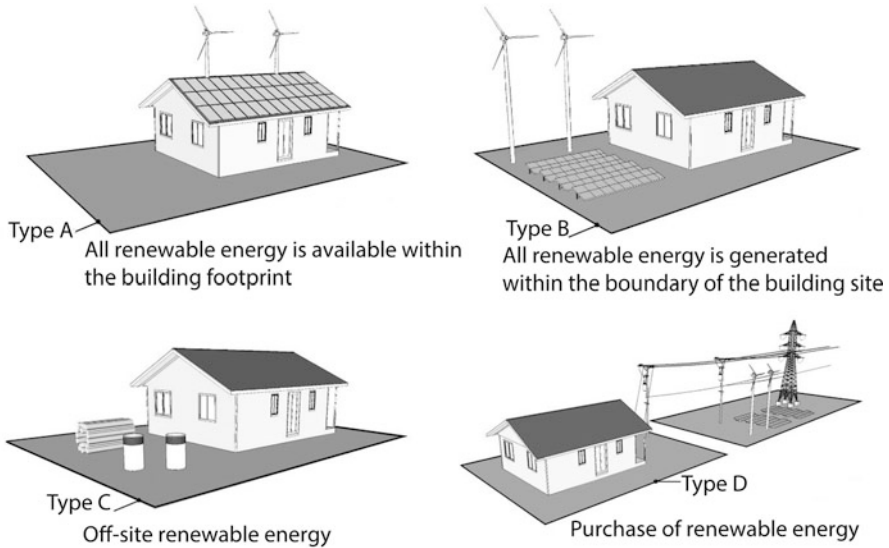 Type A
All renewable energy is available within
the building footprint
Type B
All renewable energy is generated
within the boundary of the building site
Type C
Off-site renewable energy
Type D
Purchase of renewable energy